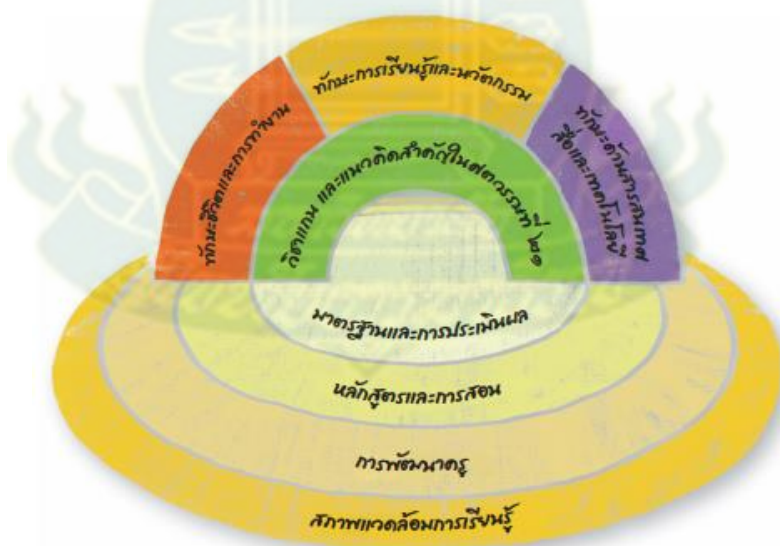 ทักษะการเรียนรู้และนวัตกรรม
ทักษะชีวิตและการทำงาน
ทักษะด้านสารสนเทศ
สื่อและเทคโนโลยี
วิชาแกน และแนวคิดสำคัญในศตวรรษที่ ๒๑
มาตรฐานและการประเมินผล
หลักสูตรและการสอน
การพัฒนาครู
สภาพแวดล้อมการเรียนรู้